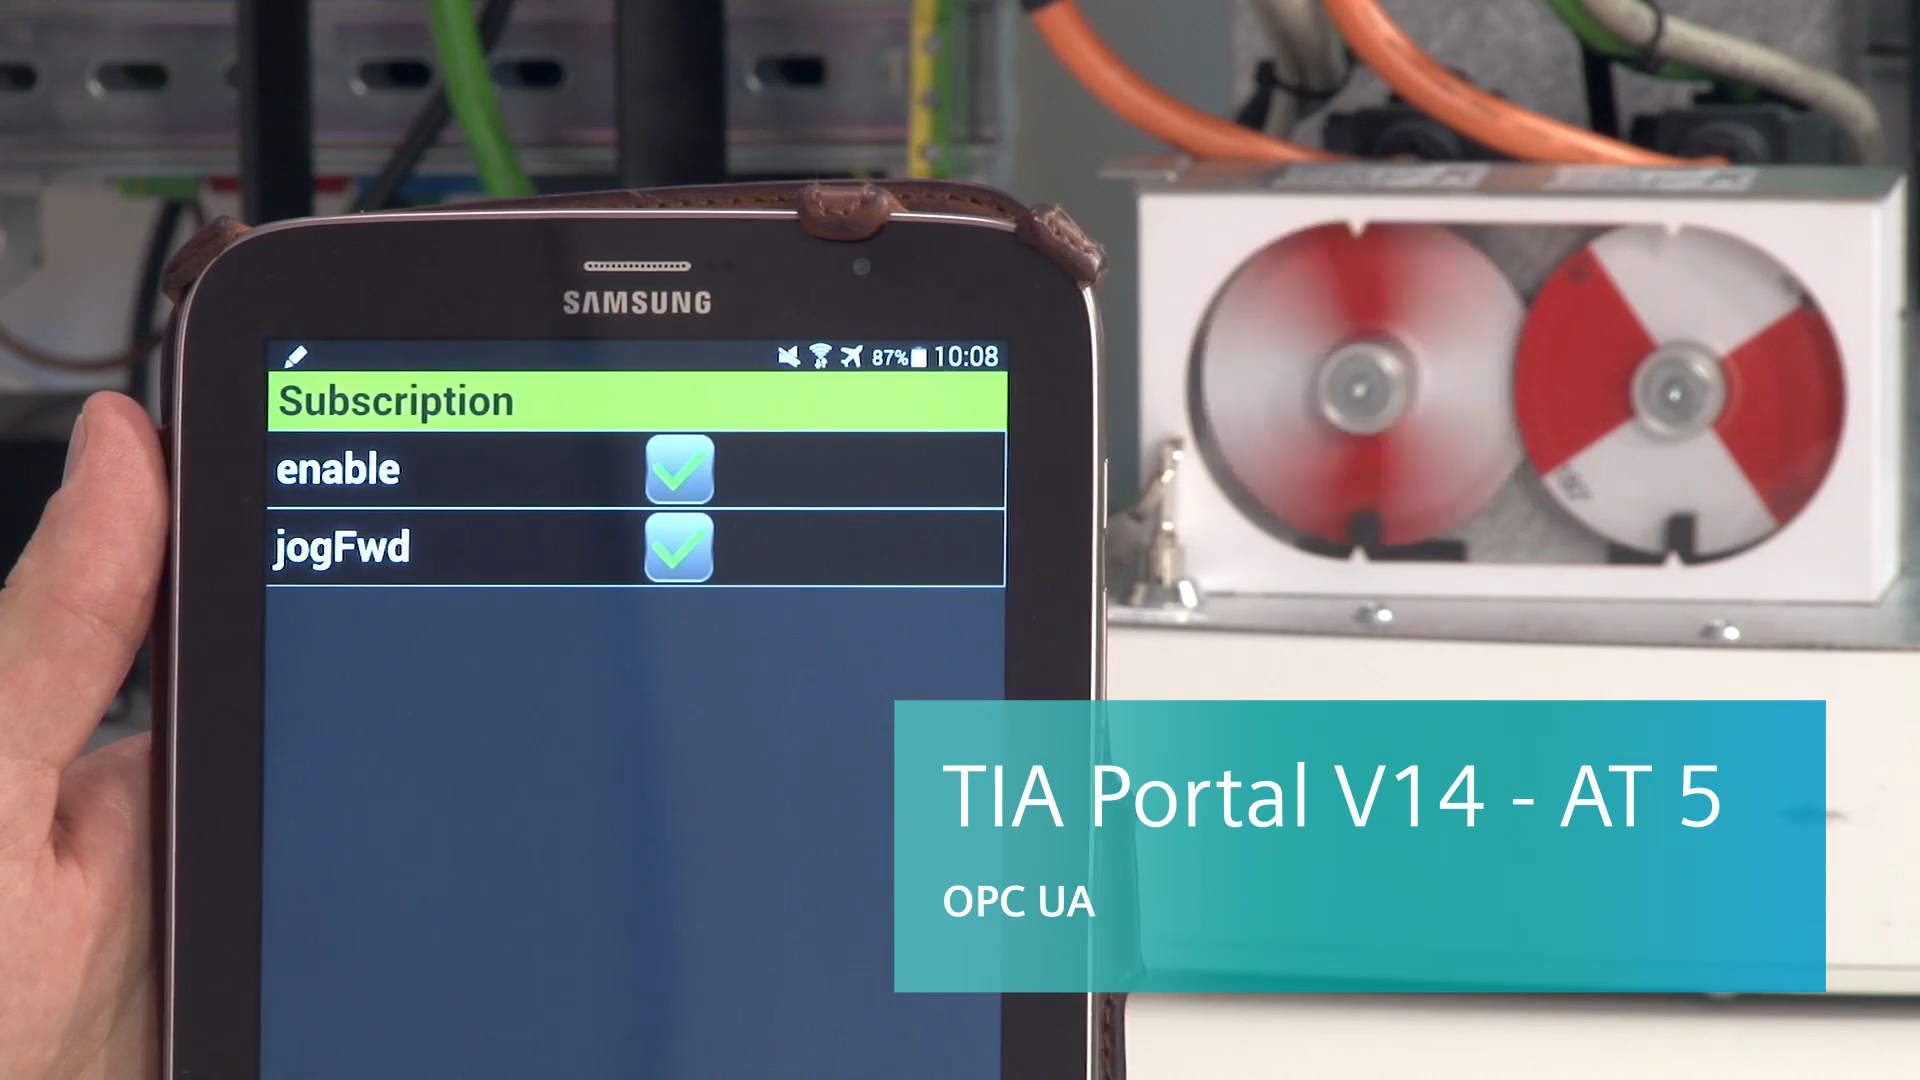 SAMSUNG
87% 10:08
Subscription
enable
jogFwd
TIA Portal V14 - AT 5
OPC UA